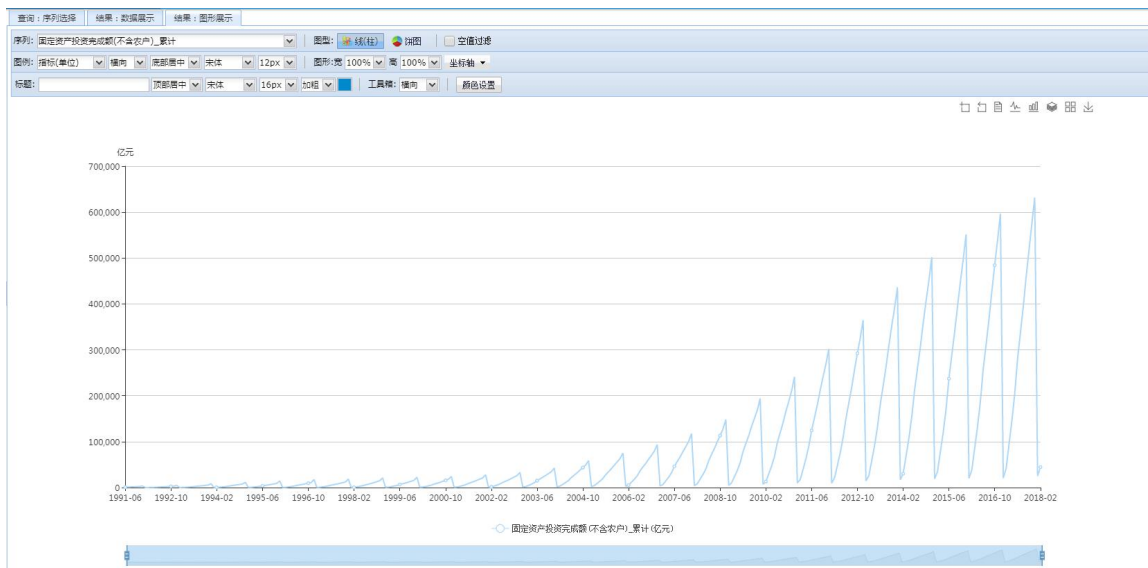 查询:序列选择 结果:数据展示 结果:图形展示
序列: 固定资产投资完成额(不含农户)_累计 图型: 线(柱) 饼图 空值过滤
图例: 指标(单位) 横向 底部居中 宋体 12px 图形:宽 100% 高 100% 坐标轴
标题: 顶部居中 宋体 16px 加粗 工具箱: 横向 颜色设置
亿元
700,000
600,000
500,000
400,000
300,000
200,000
100,000
0
1991-06 1992-10 1994-02 1995-06 1996-10 1998-02 1999-06 2000-10 2002-02 2003-06 2004-10 2006-02 2007-06 2008-10 2010-02 2011-06 2012-10 2014-02 2015-06 2016-10 2018-02
固定资产投资完成额(不含农户)_累计(亿元)